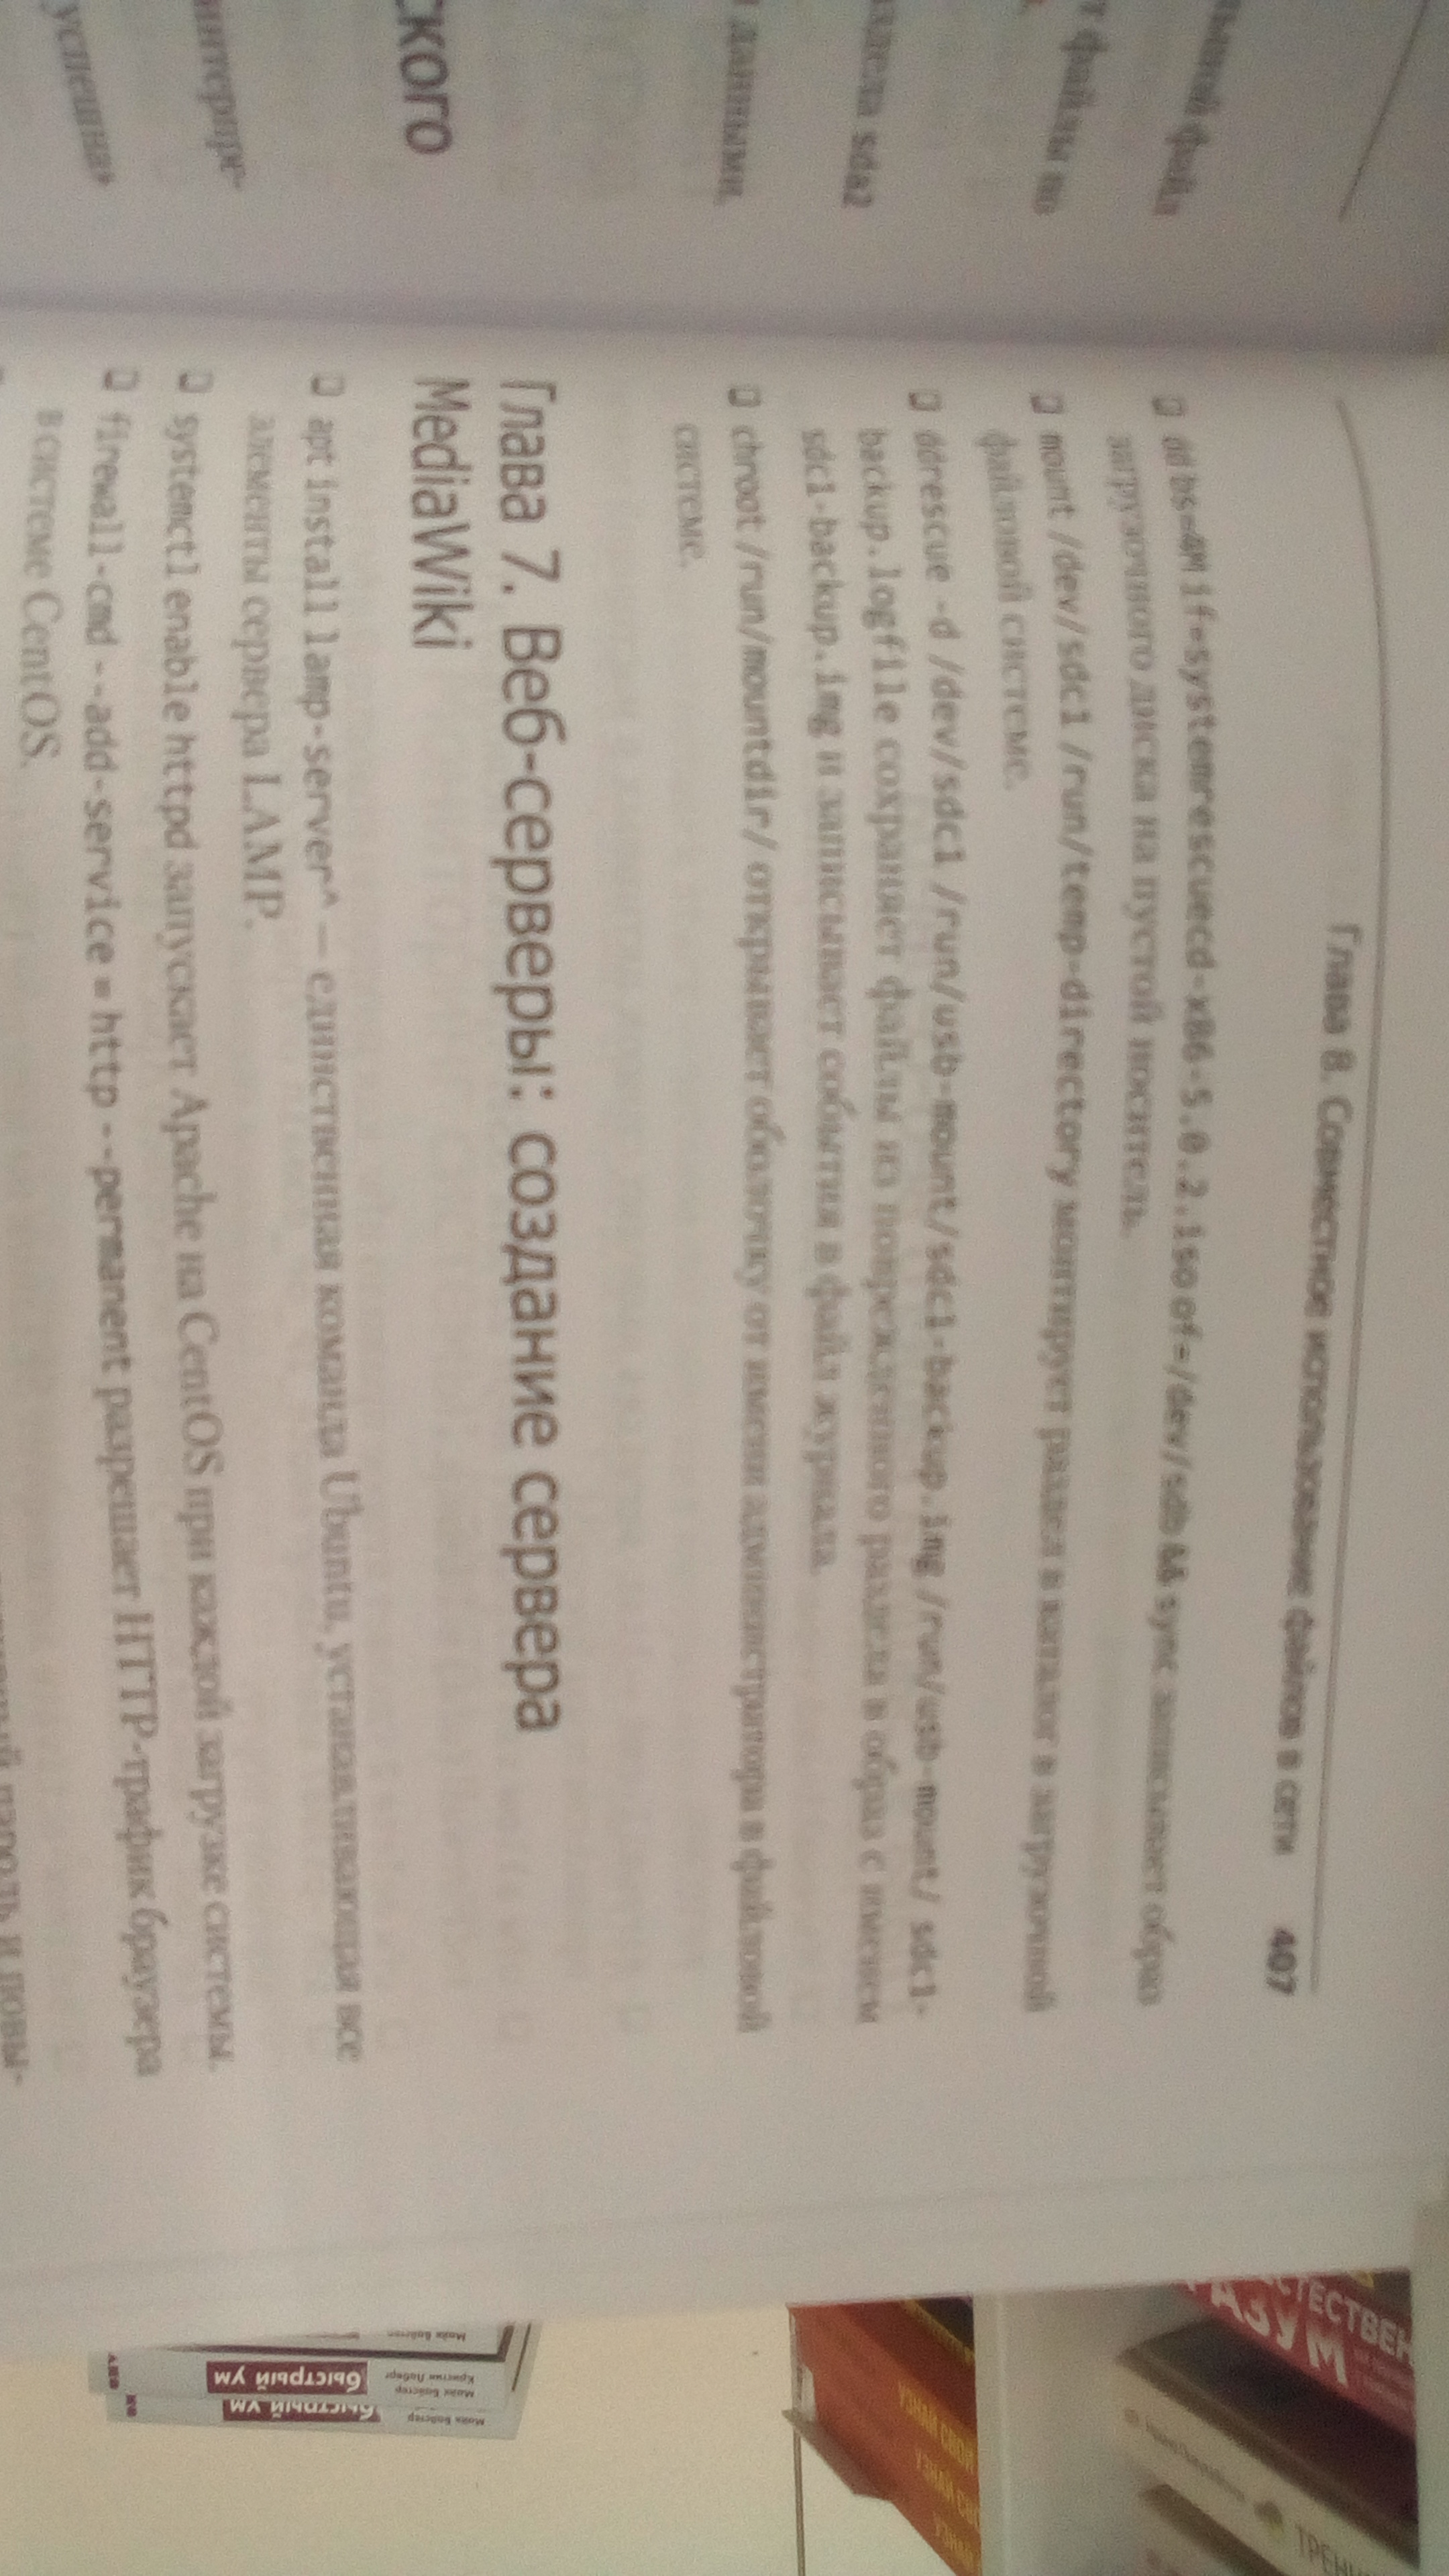 льной файл
т файлы по
здела sda2
данными.
ского
интерпре-
успешна»
Глава 8. Совместное использование файлов в сети 407
❏ dd bs=4M if=systemrescuecd-x86-5.0.2.iso of=/dev/sdb && sync записывает образ
загрузочного диска на пустой носитель.
❏ mount /dev/sdc1 /run/temp-directory монтирует раздел в каталог в загрузочной
файловой системе.
❏ ddrescue -d /dev/sdc1 /run/usb-mount/sdc1-backup.img /run/usb-mount/ sdc1-
backup.logfile сохраняет файлы из поврежденного раздела в образ с именем
sdc1-backup.img и записывает события в файл журнала.
❏ chroot /run/mountdir/ открывает оболочку от имени администратора в файловой
системе.
Глава 7. Веб-серверы: создание сервера
MediaWiki
❏ apt install lamp-server^ — единственная команда Ubuntu, устанавливающая все
элементы сервера LAMP.
❏ systemctl enable httpd запускает Apache на CentOS при каждой загрузке системы.
❏ firewall-cmd --add-service = http --permanent разрешает HTTP-трафик браузера
в системе CentOS.
пароль и повы-
ЕСТЕСТВЕН
РАЗУМ
быстрый ум
быстрый ум